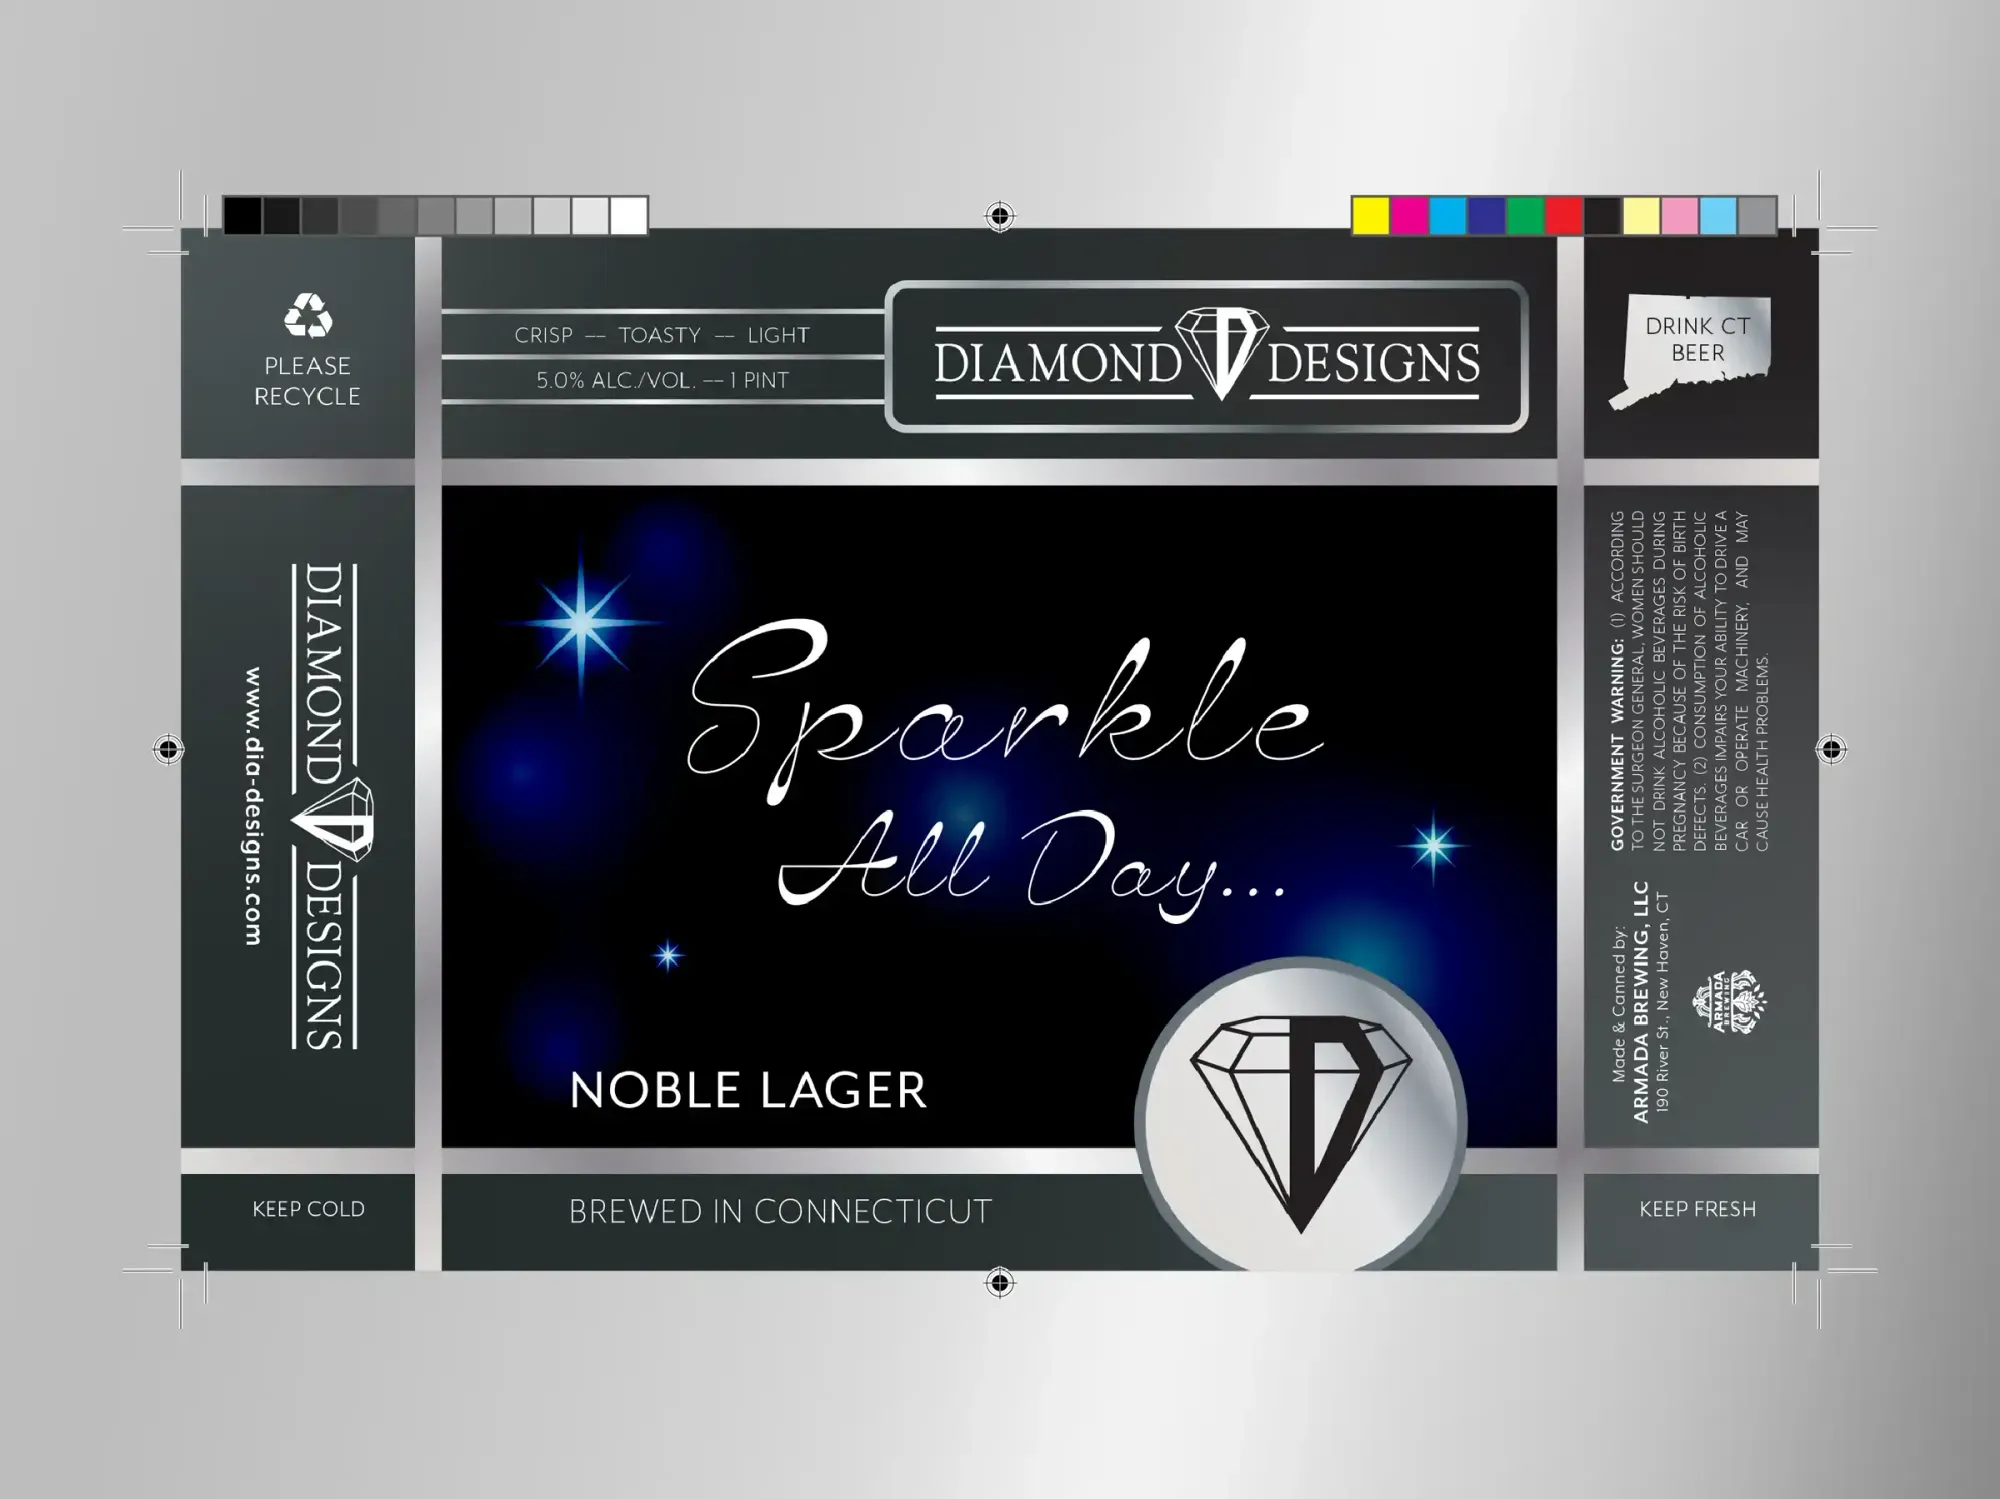 PLEASE
RECYCLE
CRISP — TOASTY — LIGHT
5.0% ALC./VOL. — 1 PINT
DIAMOND D DESIGNS
DRINK CT
BEER
DIAMOND D DESIGNS
www.dia-designs.com
Sparkle
All Day...
NOBLE LAGER
D
GOVERNMENT WARNING: (1) ACCORDING
TO THE SURGEON GENERAL, WOMEN SHOULD
NOT DRINK ALCOHOLIC BEVERAGES DURING
PREGNANCY BECAUSE OF THE RISK OF BIRTH
DEFECTS. (2) CONSUMPTION OF ALCOHOLIC
BEVERAGES IMPAIRS YOUR ABILITY TO DRIVE A
CAR OR OPERATE MACHINERY, AND MAY
CAUSE HEALTH PROBLEMS.
Made & Canned by:
ARMADA BREWING, LLC
190 River St., New Haven, CT
ARMADA
BREWING
KEEP COLD
BREWED IN CONNECTICUT
KEEP FRESH